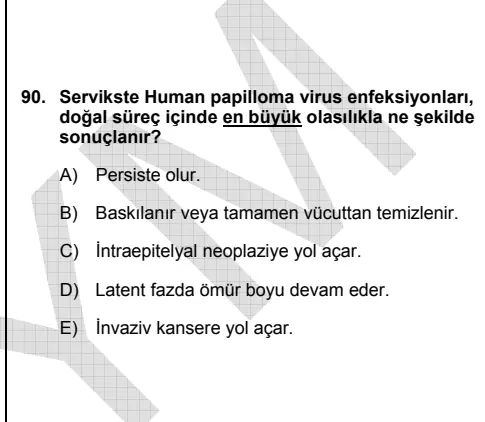 90. Servikste Human papilloma virus enfeksiyonları,
doğal süreç içinde en büyük olasılıkla ne şekilde
sonuçlanır?
A) Persiste olur.
B) Baskılanır veya tamamen vücuttan temizlenir.
C) İntraepitelyal neoplaziye yol açar.
D) Latent fazda ömür boyu devam eder.
E) İnvaziv kansere yol açar.